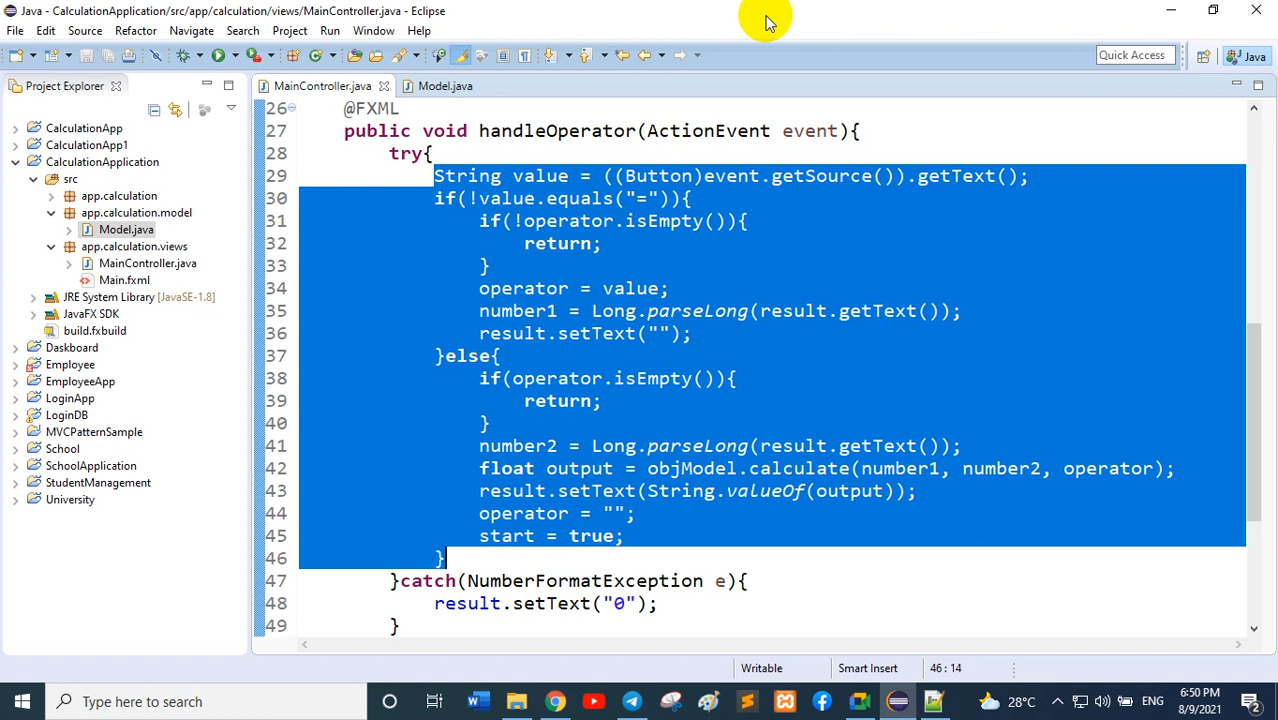 Java - CalculationApplication/src/app/calculation/views/MainController.java - Eclipse
File Edit Source Refactor Navigate Search Project Run Window Help
Quick Access
Java
Project Explorer
MainController.java
Model.java
CalculationApp
CalculationApp1
CalculationApplication
src
app.calculation
app.calculation.model
Model.java
app.calculation.views
MainController.java
Main.fxml
JRE System Library [JavaSE-1.8]
JavaFX SDK
build.fxbuild
Daskboard
Employee
EmployeeApp
LoginApp
LoginDB
MVCPatternSample
School
SchoolApplication
StudentManagement
University
26 @FXML
27 public void handleOperator(ActionEvent event){
28 try{
29 String value = ((Button)event.getSource()).getText();
30 if(!value.equals("=")){
31 if(!operator.isEmpty()){
32 return;
33 }
34 operator = value;
35 number1 = Long.parseLong(result.getText());
36 result.setText("");
37 }else{
38 if(operator.isEmpty()){
39 return;
40 }
41 number2 = Long.parseLong(result.getText());
42 float output = objModel.calculate(number1, number2, operator);
43 result.setText(String.valueOf(output));
44 operator = "";
45 start = true;
46 }
47 }catch(NumberFormatException e){
48 result.setText("0");
49 }
Writable
Smart Insert
46 : 14
Type here to search
28°C
ENG
6:50 PM
8/9/2021
2